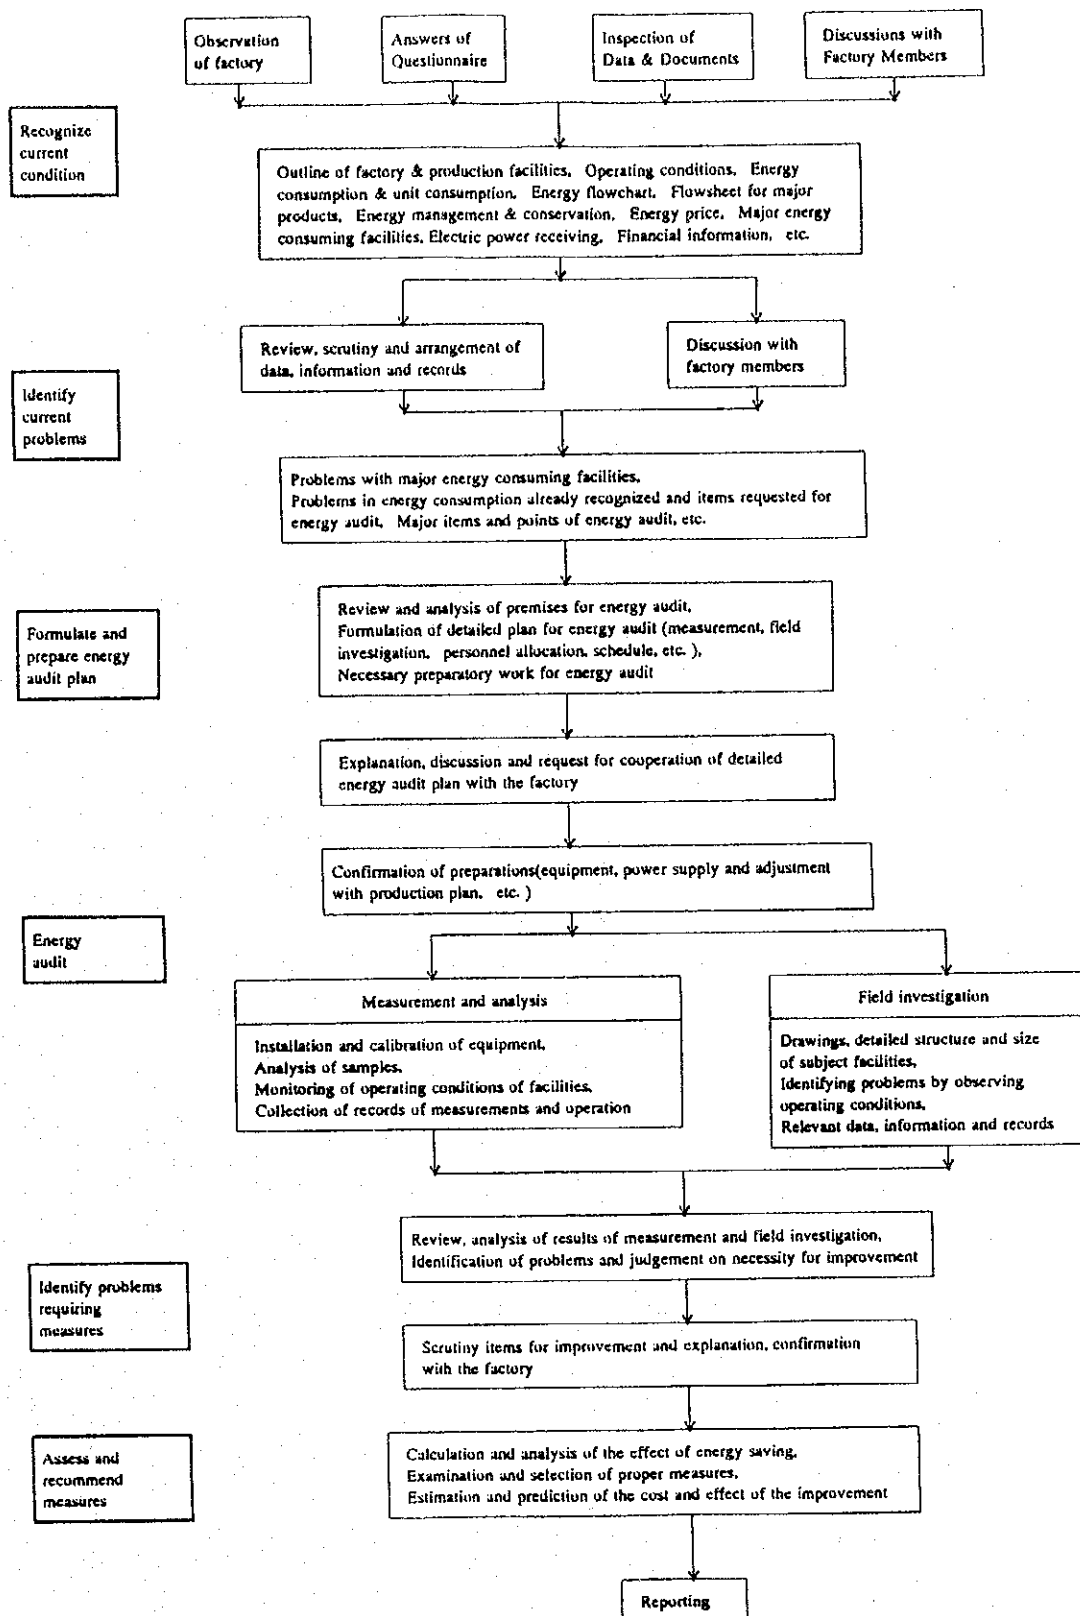 Observation
of factory
Answers of
Questionnaire
Inspection of
Data & Documents
Discussions with
Factory Members
Recognize
current
condition
Outline of factory & production facilities, Operating conditions, Energy
consumption & unit consumption, Energy flowchart, Flowsheet for major
products, Energy management & conservation, Energy price, Major energy
consuming facilities, Electric power receiving, Financial information, etc.
Review, scrutiny and arrangement of
data, information and records
Discussion with
factory members
Identify
current
problems
Problems with major energy consuming facilities,
Problems in energy consumption already recognized and items requested for
energy audit, Major items and points of energy audit, etc.
Formulate and
prepare energy
audit plan
Review and analysis of premises for energy audit,
Formulation of detailed plan for energy audit (measurement, field
investigation, personnel allocation, schedule, etc. ),
Necessary preparatory work for energy audit
Explanation, discussion and request for cooperation of detailed
energy audit plan with the factory
Confirmation of preparations(equipment, power supply and adjustment
with production plan, etc. )
Energy
audit
Measurement and analysis
Installation and calibration of equipment,
Analysis of samples,
Monitoring of operating conditions of facilities,
Collection of records of measurements and operation
Field investigation
Drawings, detailed structure and size
of subject facilities,
Identifying problems by observing
operating conditions,
Relevant data, information and records
Review, analysis of results of measurement and field investigation,
Identification of problems and judgement on necessity for improvement
Identify problems
requiring
measures
Scrutiny items for improvement and explanation, confirmation
with the factory
Assess and
recommend
measures
Calculation and analysis of the effect of energy saving,
Examination and selection of proper measures,
Estimation and prediction of the cost and effect of the improvement
Reporting